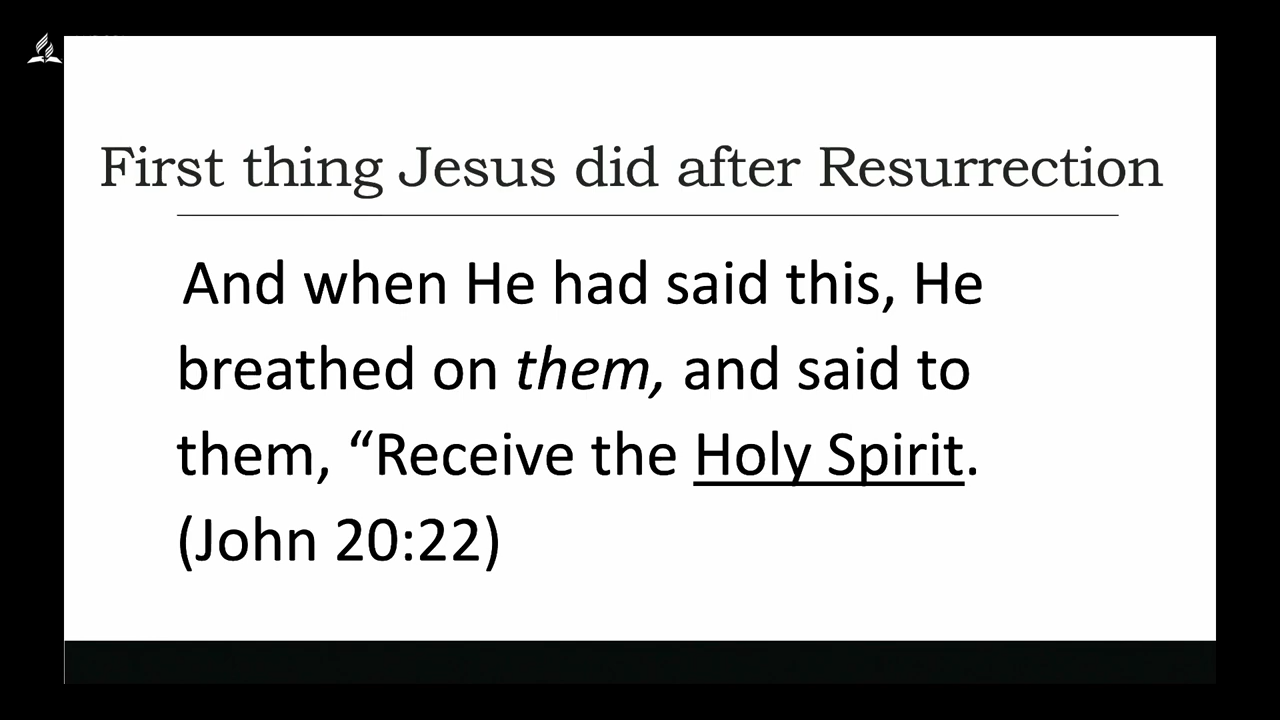 First thing Jesus did after Resurrection
And when He had said this, He
breathed on them, and said to
them, “Receive the Holy Spirit.
(John 20:22)